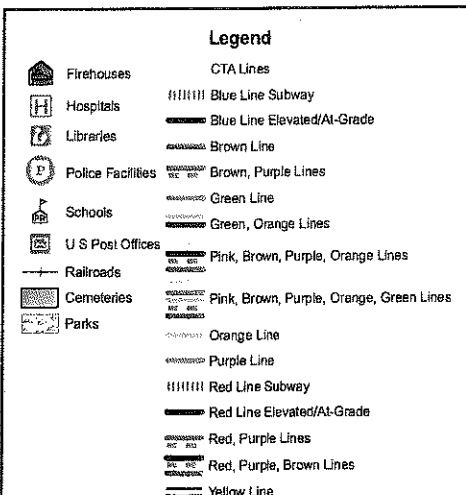 Legend
Firehouses
H Hospitals
Libraries
P Police Facilities
Schools
U S Post Offices
Railroads
Cemeteries
Parks
CTA Lines
Blue Line Subway
Blue Line Elevated/At-Grade
Brown Line
Brown, Purple Lines
Green Line
Green, Orange Lines
Pink, Brown, Purple, Orange Lines
Pink, Brown, Purple, Orange, Green Lines
Orange Line
Purple Line
Red Line Subway
Red Line Elevated/At-Grade
Red, Purple Lines
Red, Purple, Brown Lines
Yellow Line